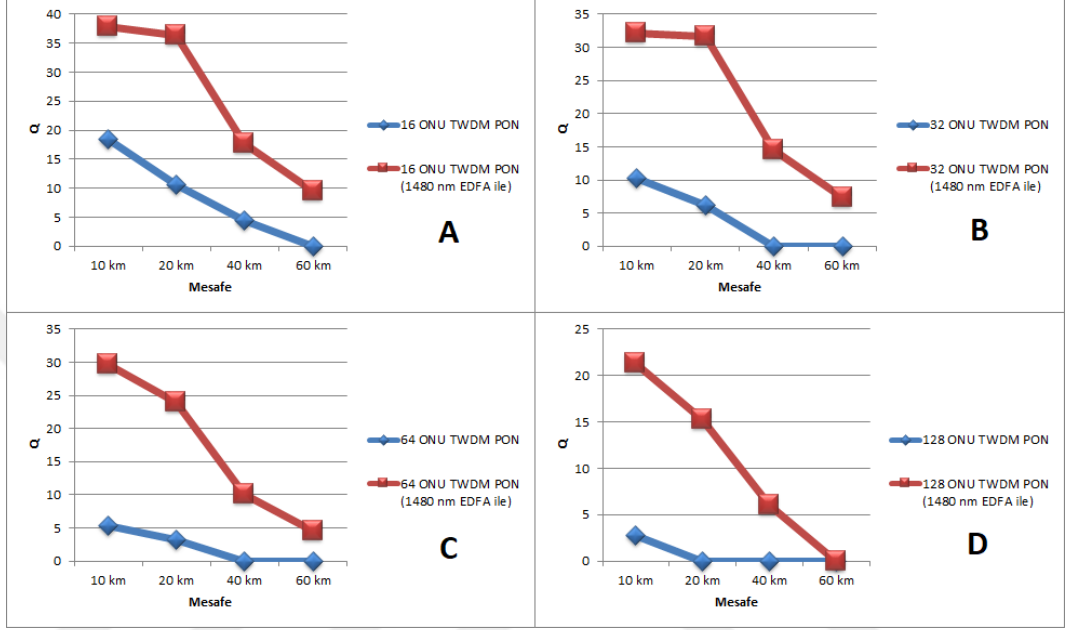 40
35
30
25
20
15
10
5
0
Q
10 km 20 km 40 km 60 km
Mesafe
16 ONU TWDM PON
16 ONU TWDM PON
(1480 nm EDFA ile)
A
35
30
25
20
15
10
5
0
Q
10 km 20 km 40 km 60 km
Mesafe
32 ONU TWDM PON
32 ONU TWDM PON
(1480 nm EDFA ile)
B
35
30
25
20
15
10
5
0
Q
10 km 20 km 40 km 60 km
Mesafe
64 ONU TWDM PON
64 ONU TWDM PON
(1480 nm EDFA ile)
C
25
20
15
10
5
0
Q
10 km 20 km 40 km 60 km
Mesafe
128 ONU TWDM PON
128 ONU TWDM PON
(1480 nm EDFA ile)
D